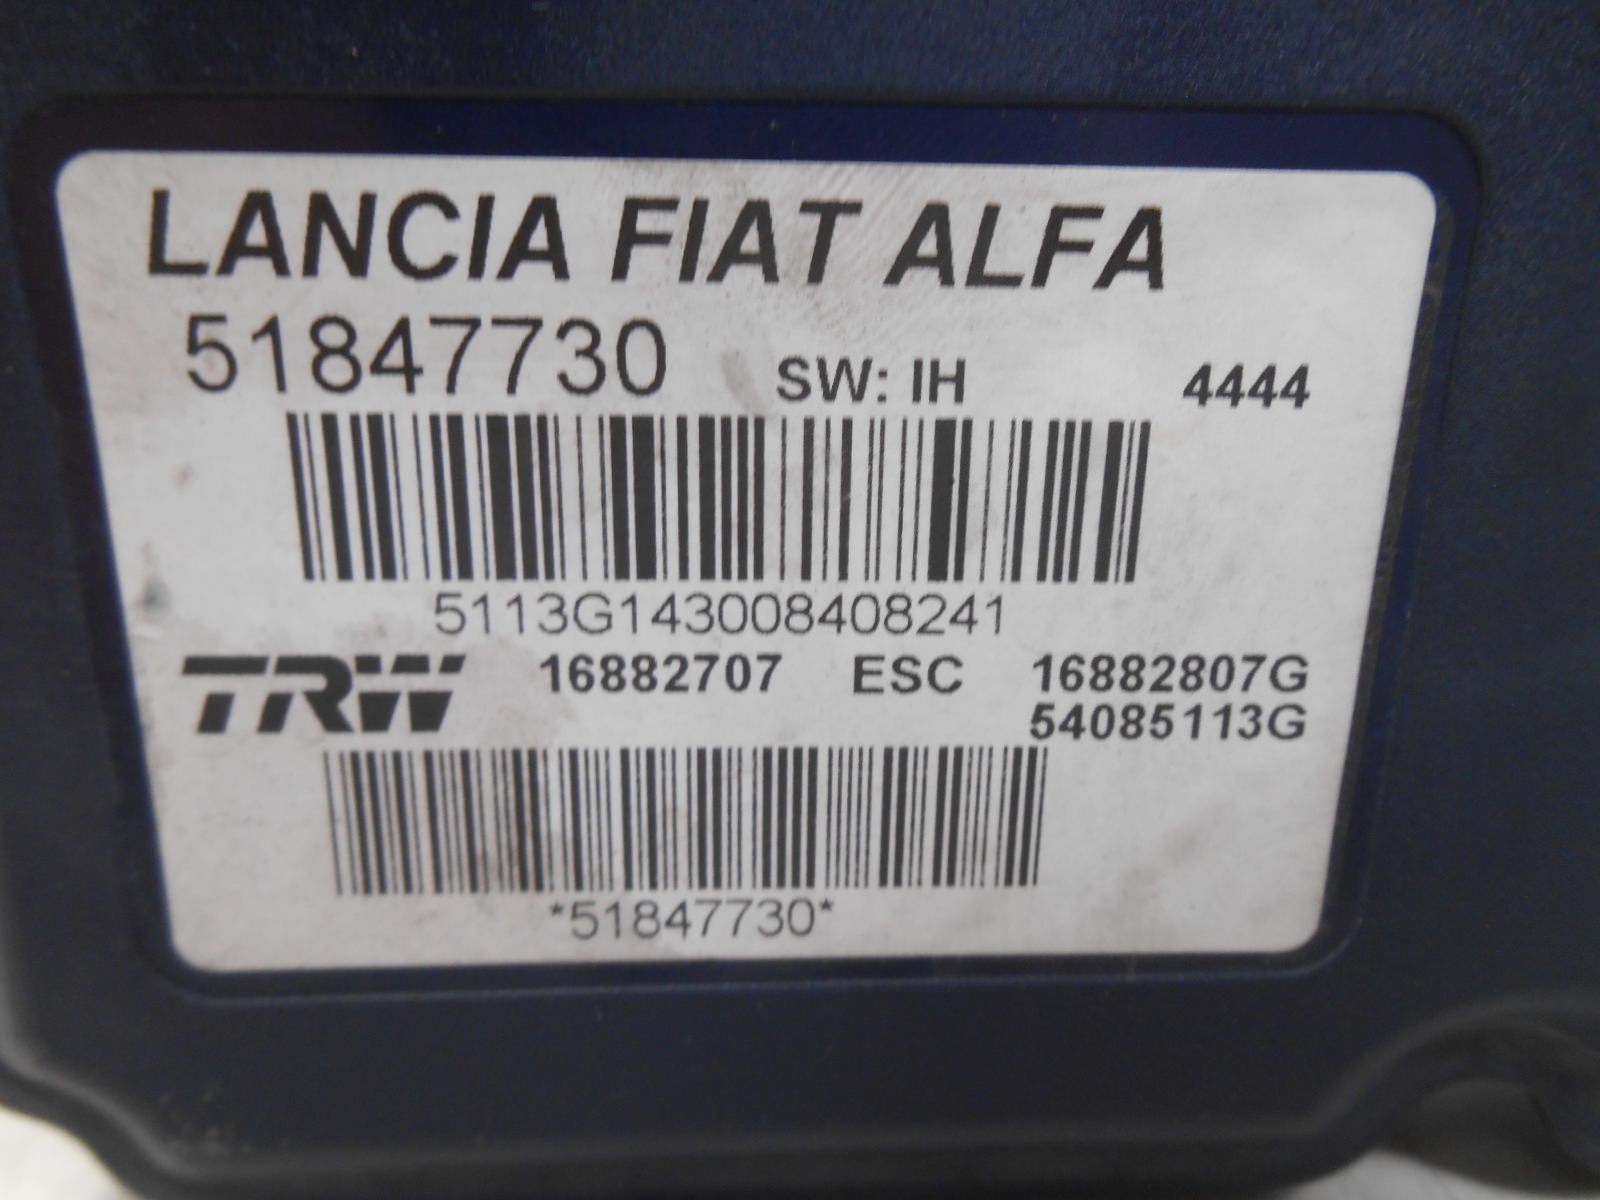 LANCIA FIAT ALFA
51847730 SW: IH 4444
5113G143008408241
TRW 16882707 ESC 16882807G
54085113G
*51847730*